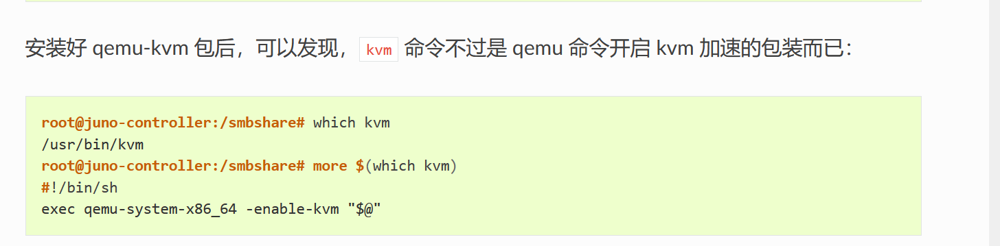 安装好 qemu-kvm 包后，可以发现， kvm 命令不过是 qemu 命令开启 kvm 加速的包装而已：
root@juno-controller:/smbshare# which kvm
/usr/bin/kvm
root@juno-controller:/smbshare# more $(which kvm)
#!/bin/sh
exec qemu-system-x86_64 -enable-kvm "$@"